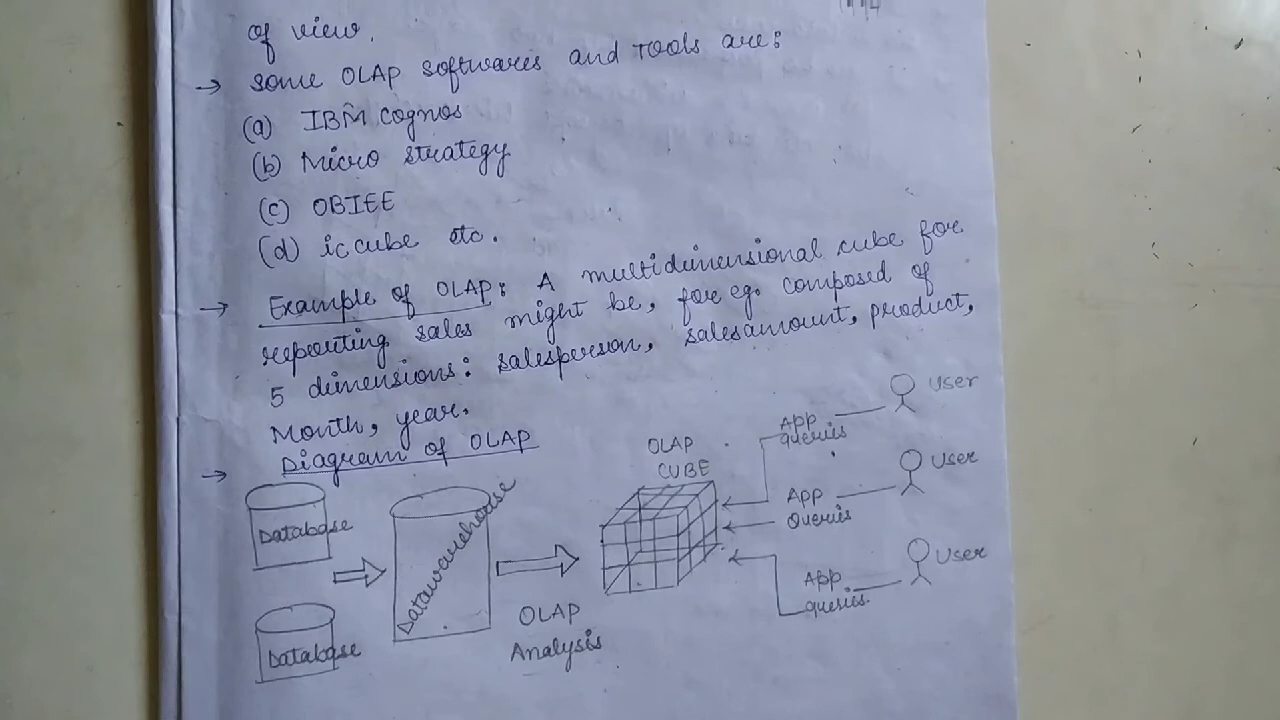 of view.
→ Some OLAP softwares and Tools are:
(a) IBM cognos
(b) Micro strategy
(c) OBIEE
(d) iccube etc.
→ Example of OLAP: A multidimensional cube for
reporting sales might be, for eg. composed of
5 dimensions: salesperson, salesamount, product,
Month, year.
→ Diagram of OLAP
Database
Database
Datawarehouse
OLAP
Analysis
OLAP
CUBE
App
queries
User
App
Queries
User
App
queries
User